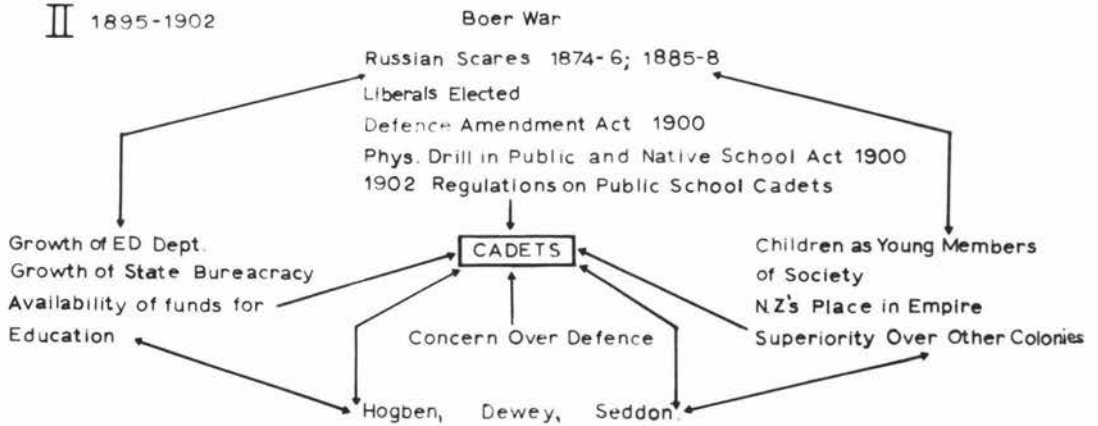 II 1895-1902
Boer War
Russian Scares 1874-6; 1885-8
Liberals Elected
Defence Amendment Act 1900
Phys. Drill in Public and Native School Act 1900
1902 Regulations on Public School Cadets
Growth of ED Dept.
Growth of State Bureacracy
Availability of funds for
Education
CADETS
Concern Over Defence
Children as Young Members
of Society
N.Z's Place in Empire
Superiority Over Other Colonies
Hogben, Dewey, Seddon.